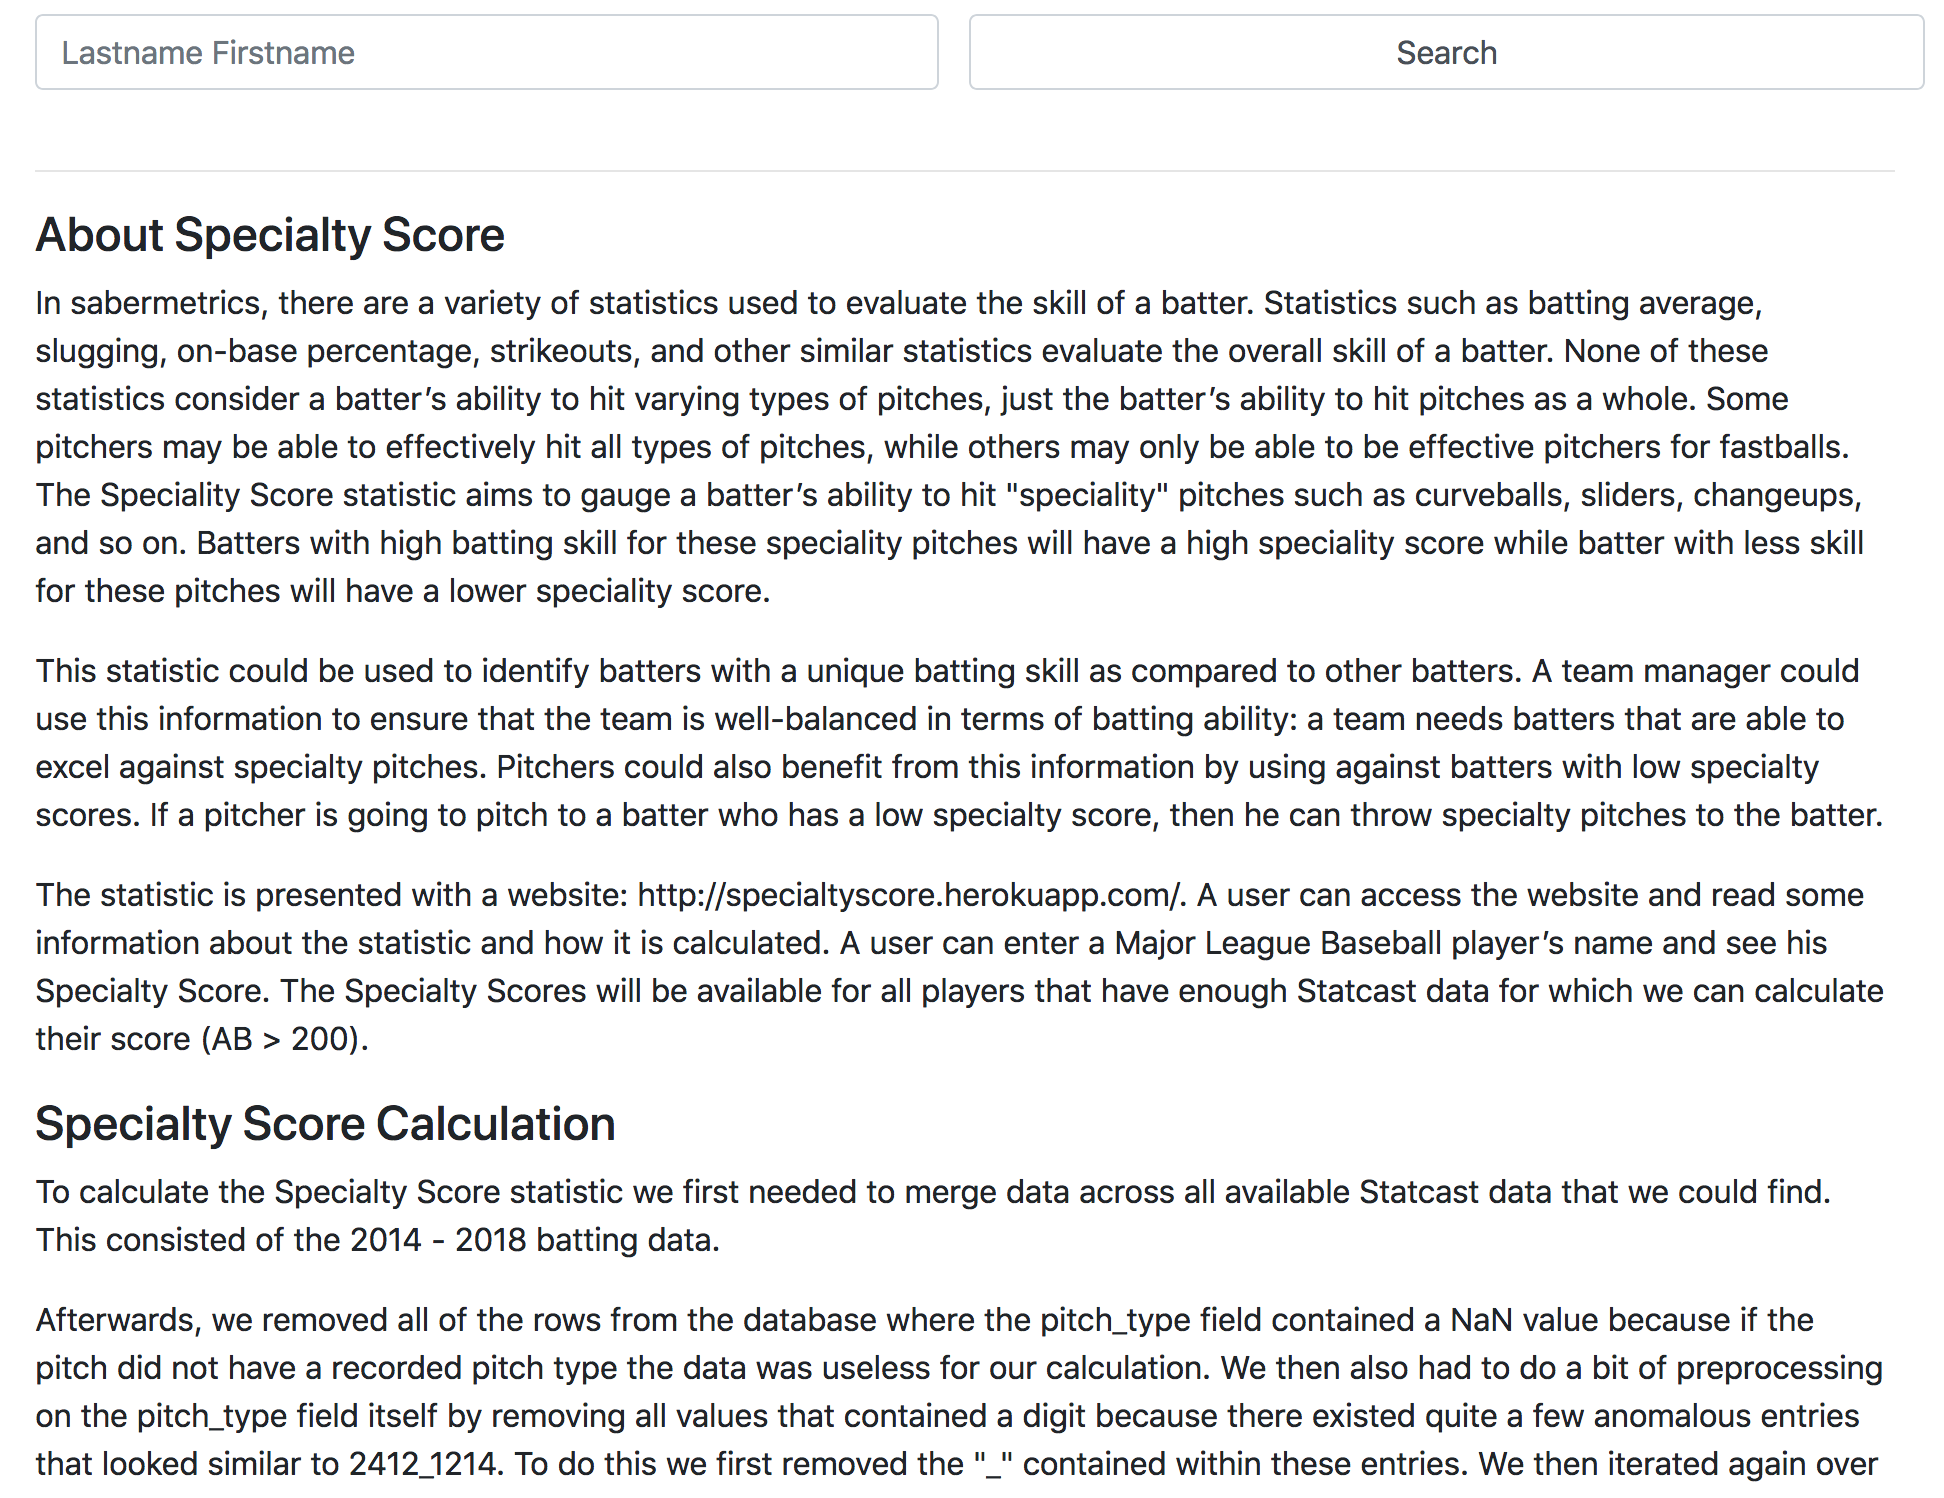 Lastname Firstname
Search
About Specialty Score
In sabermetrics, there are a variety of statistics used to evaluate the skill of a batter. Statistics such as batting average,
slugging, on-base percentage, strikeouts, and other similar statistics evaluate the overall skill of a batter. None of these
statistics consider a batter’s ability to hit varying types of pitches, just the batter’s ability to hit pitches as a whole. Some
pitchers may be able to effectively hit all types of pitches, while others may only be able to be effective pitchers for fastballs.
The Speciality Score statistic aims to gauge a batter’s ability to hit "speciality" pitches such as curveballs, sliders, changeups,
and so on. Batters with high batting skill for these speciality pitches will have a high speciality score while batter with less skill
for these pitches will have a lower speciality score.
This statistic could be used to identify batters with a unique batting skill as compared to other batters. A team manager could
use this information to ensure that the team is well-balanced in terms of batting ability: a team needs batters that are able to
excel against specialty pitches. Pitchers could also benefit from this information by using against batters with low specialty
scores. If a pitcher is going to pitch to a batter who has a low specialty score, then he can throw specialty pitches to the batter.
The statistic is presented with a website: http://specialtyscore.herokuapp.com/. A user can access the website and read some
information about the statistic and how it is calculated. A user can enter a Major League Baseball player’s name and see his
Specialty Score. The Specialty Scores will be available for all players that have enough Statcast data for which we can calculate
their score (AB > 200).
Specialty Score Calculation
To calculate the Specialty Score statistic we first needed to merge data across all available Statcast data that we could find.
This consisted of the 2014 - 2018 batting data.
Afterwards, we removed all of the rows from the database where the pitch_type field contained a NaN value because if the
pitch did not have a recorded pitch type the data was useless for our calculation. We then also had to do a bit of preprocessing
on the pitch_type field itself by removing all values that contained a digit because there existed quite a few anomalous entries
that looked similar to 2412_1214. To do this we first removed the "_" contained within these entries. We then iterated again over